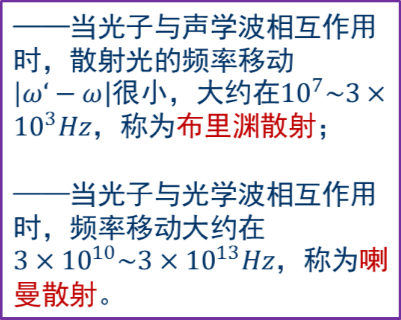 ——当光子与声学波相互作用
时，散射光的频率移动
|ω‘ − ω|很小，大约在10⁷~3 ×
10³Hz，称为布里渊散射；
——当光子与光学波相互作用
时，频率移动大约在
3 × 10¹⁰~3 × 10¹³Hz，称为喇
曼散射。